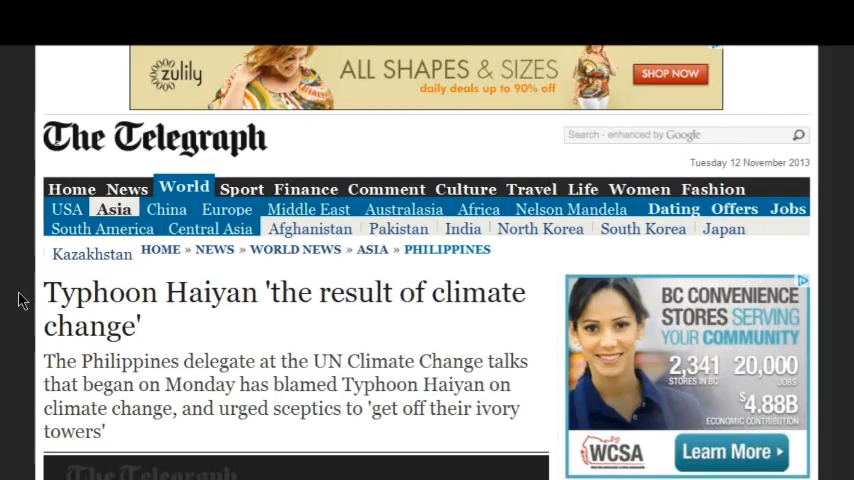 zulily
ALL SHAPES & SIZES
daily deals up to 90% off
SHOP NOW
The Telegraph
Search - enhanced by Google
Tuesday 12 November 2013
Home News World Sport Finance Comment Culture Travel Life Women Fashion
USA Asia China Europe Middle East Australasia Africa Nelson Mandela Dating Offers Jobs
South America Central Asia Afghanistan Pakistan India North Korea South Korea Japan
Kazakhstan HOME » NEWS » WORLD NEWS » ASIA » PHILIPPINES
Typhoon Haiyan 'the result of climate
change'
The Philippines delegate at the UN Climate Change talks
that began on Monday has blamed Typhoon Haiyan on
climate change, and urged sceptics to 'get off their ivory
towers'
BC CONVENIENCE
STORES SERVING
YOUR COMMUNITY
2,341 20,000
STORES IN BC JOBS
$4.88B
ECONOMIC CONTRIBUTION
WCSA
Learn More
The Telegraph